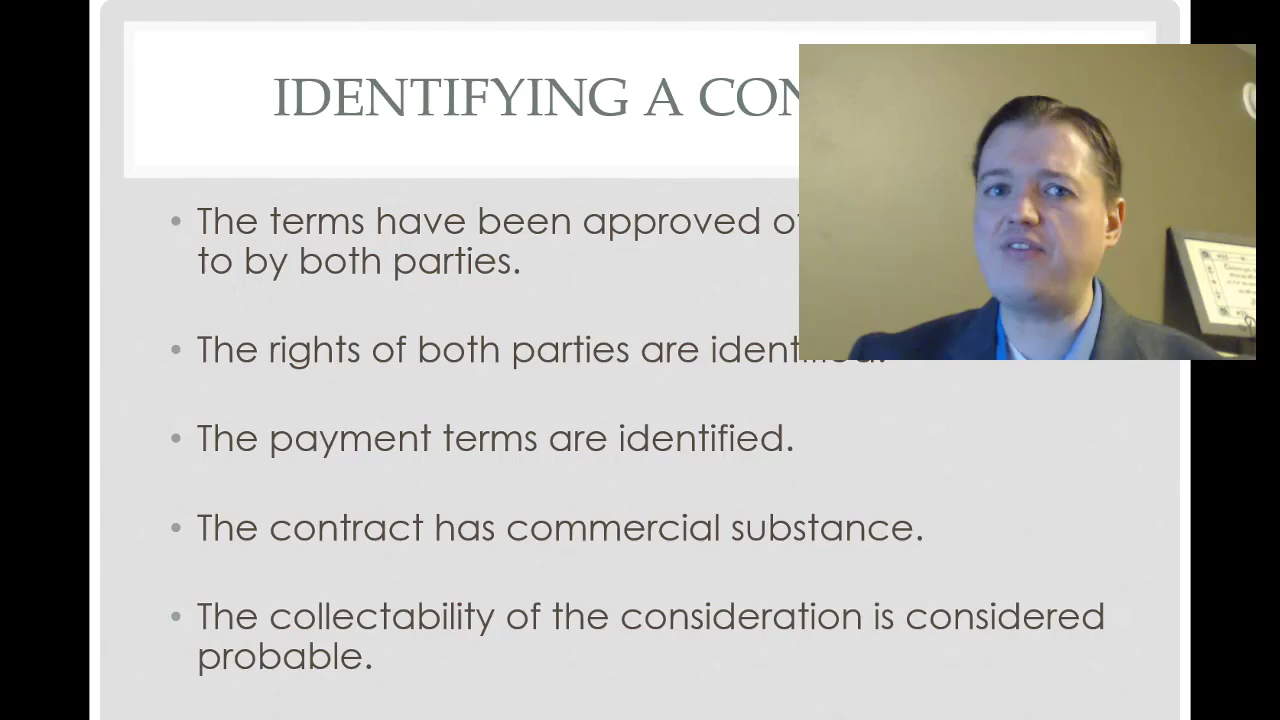 IDENTIFYING A CON
The terms have been approved
to by both parties.
The rights of both parties are identified.
The payment terms are identified.
The contract has commercial substance.
The collectability of the consideration is considered
probable.